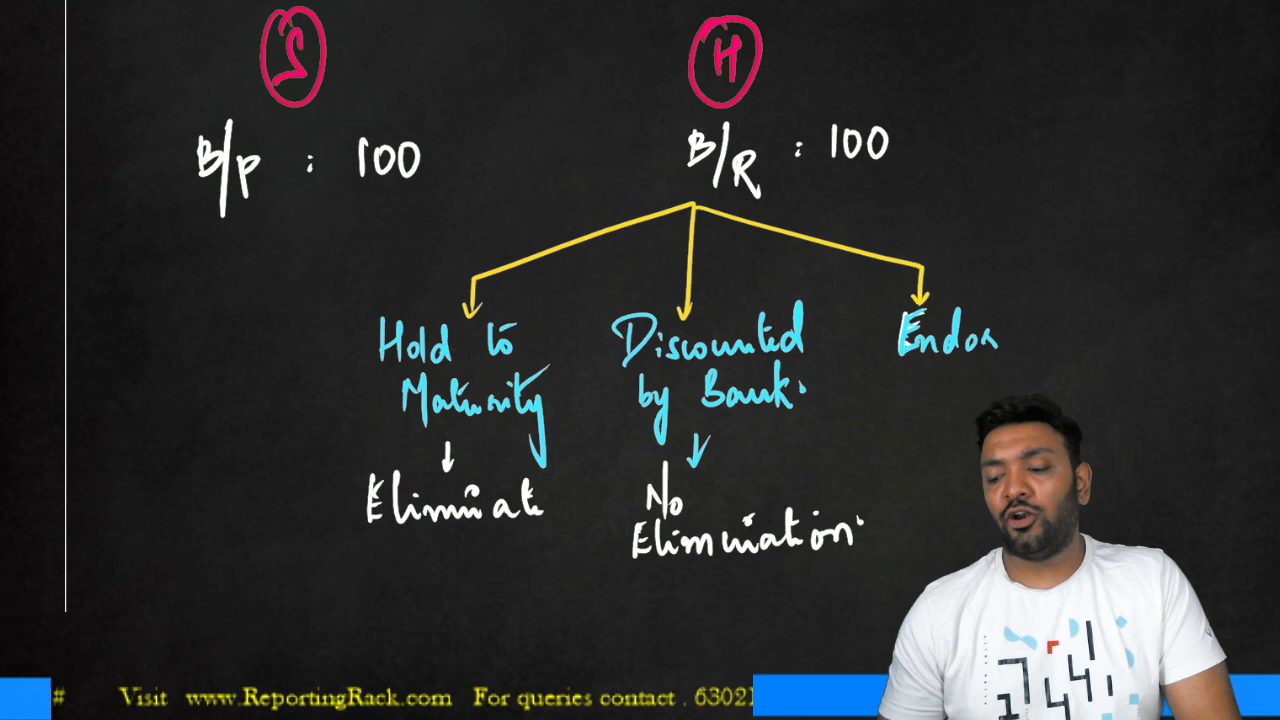 S
H
B/P : 100
B/R : 100
Hold to
Maturity
Discounted
by Bank.
Endor
Eliminate
No
Elimination.
# Visit www.ReportingRack.com For queries contact . 6302